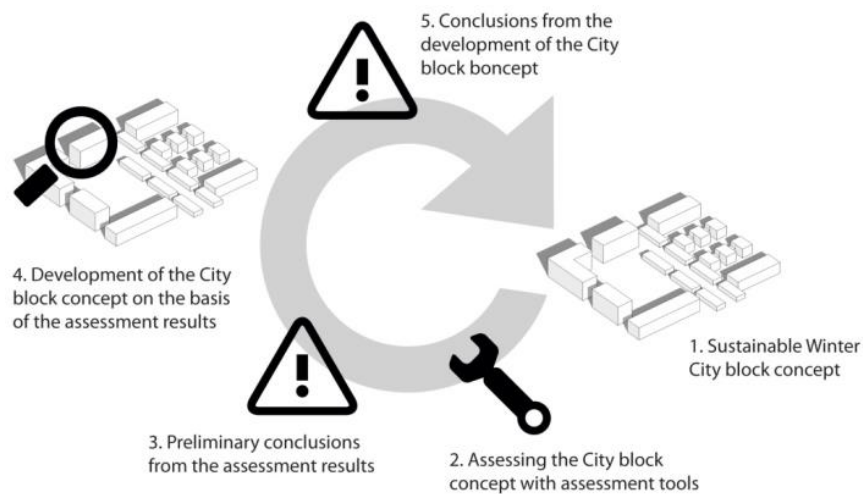 5. Conclusions from the
development of the City
block boncept
4. Development of the City
block concept on the basis
of the assessment results
1. Sustainable Winter
City block concept
3. Preliminary conclusions
from the assessment results
2. Assessing the City block
concept with assessment tools